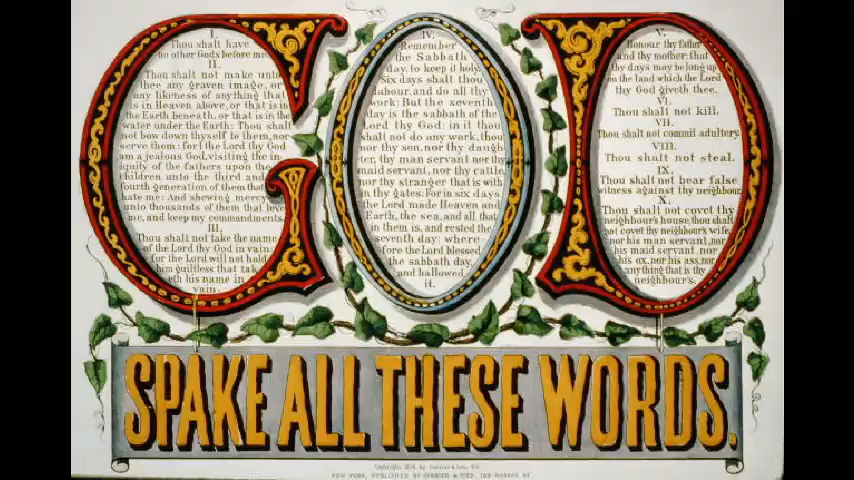 GOD
I.
Thou shalt have
no other Gods before me.
II.
Thou shalt not make unto
thee any graven image, or
any likeness of anything that
is in Heaven above, or that is in
the Earth beneath, or that is in the
water under the Earth: Thou shalt
not bow down thyself to them, nor
serve them: for I the Lord thy God
am a jealous God, visiting the in-
iquity of the fathers upon the
children unto the third and
fourth generation of them that
hate me: And shewing mercy
unto thousands of them that love
me, and keep my commandments.
III.
Thou shalt not take the name
of the Lord thy God in vain,
for the Lord will not hold
him guiltless that tak-
eth his name in
vain.
IV.
Remember
the Sabbath
day, to keep it holy.
Six days shalt thou
labour, and do all thy
work: But the seventh
day is the sabbath of the
Lord thy God: in it thou
shalt not do any work, thou
nor thy son, nor thy daugh-
ter, thy man servant nor thy
maid servant, nor thy cattle,
nor thy stranger that is with-
in thy gates: For in six days
the Lord made Heaven and
Earth, the sea, and all that
in them is, and rested the
seventh day: where-
fore the Lord blessed
the sabbath day,
and hallowed
it.
V.
Honour thy father
and thy mother: that
thy days may be long up-
on the land which the Lord
thy God giveth thee.
VI.
Thou shalt not kill.
VII.
Thou shalt not commit adultery.
VIII.
Thou shalt not steal.
IX.
Thou shalt not bear false
witness against thy neighbour.
X.
Thou shalt not covet thy
neighbour's house, thou shalt
not covet thy neighbour's wife,
nor his man servant, nor
his maid servant, nor
his ox, nor his ass, nor
anything that is thy
neighbour's.
SPAKE ALL THESE WORDS.
NEW YORK, PUBLISHED BY